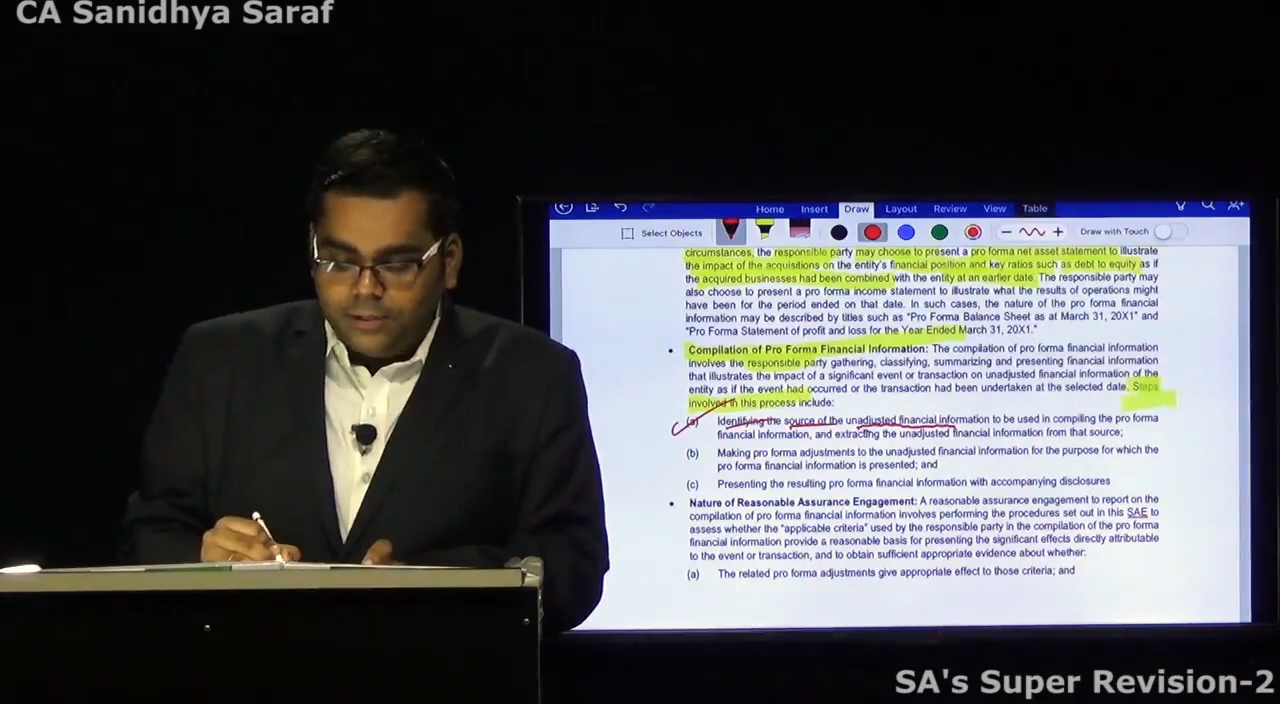 CA Sanidhya Saraf
Home Insert Draw Layout Review View Table
Select Objects
Draw with Touch
circumstances, the responsible party may choose to present a pro forma net asset statement to illustrate
the impact of the acquisitions on the entity's financial position and key ratios such as debt to equity as if
the acquired businesses had been combined with the entity at an earlier date. The responsible party may
also choose to present a pro forma income statement to illustrate what the results of operations might
have been for the period ended on that date. In such cases, the nature of the pro forma financial
information may be described by titles such as "Pro Forma Balance Sheet as at March 31, 20X1" and
"Pro Forma Statement of profit and loss for the Year Ended March 31, 20X1."
• Compilation of Pro Forma Financial Information: The compilation of pro forma financial information
involves the responsible party gathering, classifying, summarizing and presenting financial information
that illustrates the impact of a significant event or transaction on unadjusted financial information of the
entity as if the event had occurred or the transaction had been undertaken at the selected date. Steps
involved in this process include:
(a) Identifying the source of the unadjusted financial information to be used in compiling the pro forma
financial information, and extracting the unadjusted financial information from that source;
(b) Making pro forma adjustments to the unadjusted financial information for the purpose for which the
pro forma financial information is presented; and
(c) Presenting the resulting pro forma financial information with accompanying disclosures
• Nature of Reasonable Assurance Engagement: A reasonable assurance engagement to report on the
compilation of pro forma financial information involves performing the procedures set out in this SAE to
assess whether the "applicable criteria" used by the responsible party in the compilation of the pro forma
financial information provide a reasonable basis for presenting the significant effects directly attributable
to the event or transaction, and to obtain sufficient appropriate evidence about whether:
(a) The related pro forma adjustments give appropriate effect to those criteria; and
SA's Super Revision-2